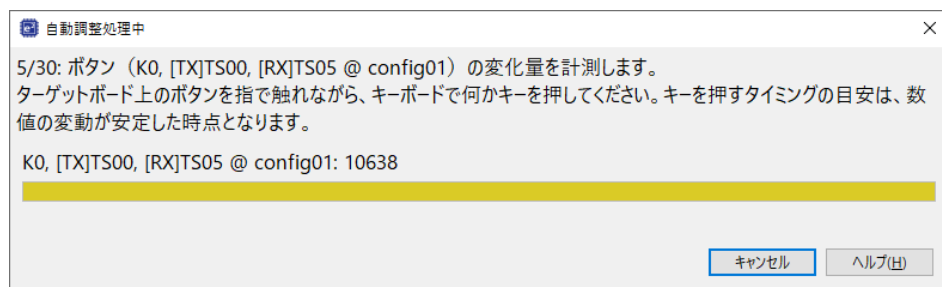 自動調整処理中
5/30: ボタン（K0, [TX]TS00, [RX]TS05 @ config01）の変化量を計測します。
ターゲットボード上のボタンを指で触れながら、キーボードで何かキーを押してください。キーを押すタイミングの目安は、数
値の変動が安定した時点となります。
K0, [TX]TS00, [RX]TS05 @ config01: 10638
キャンセル
ヘルプ(H)